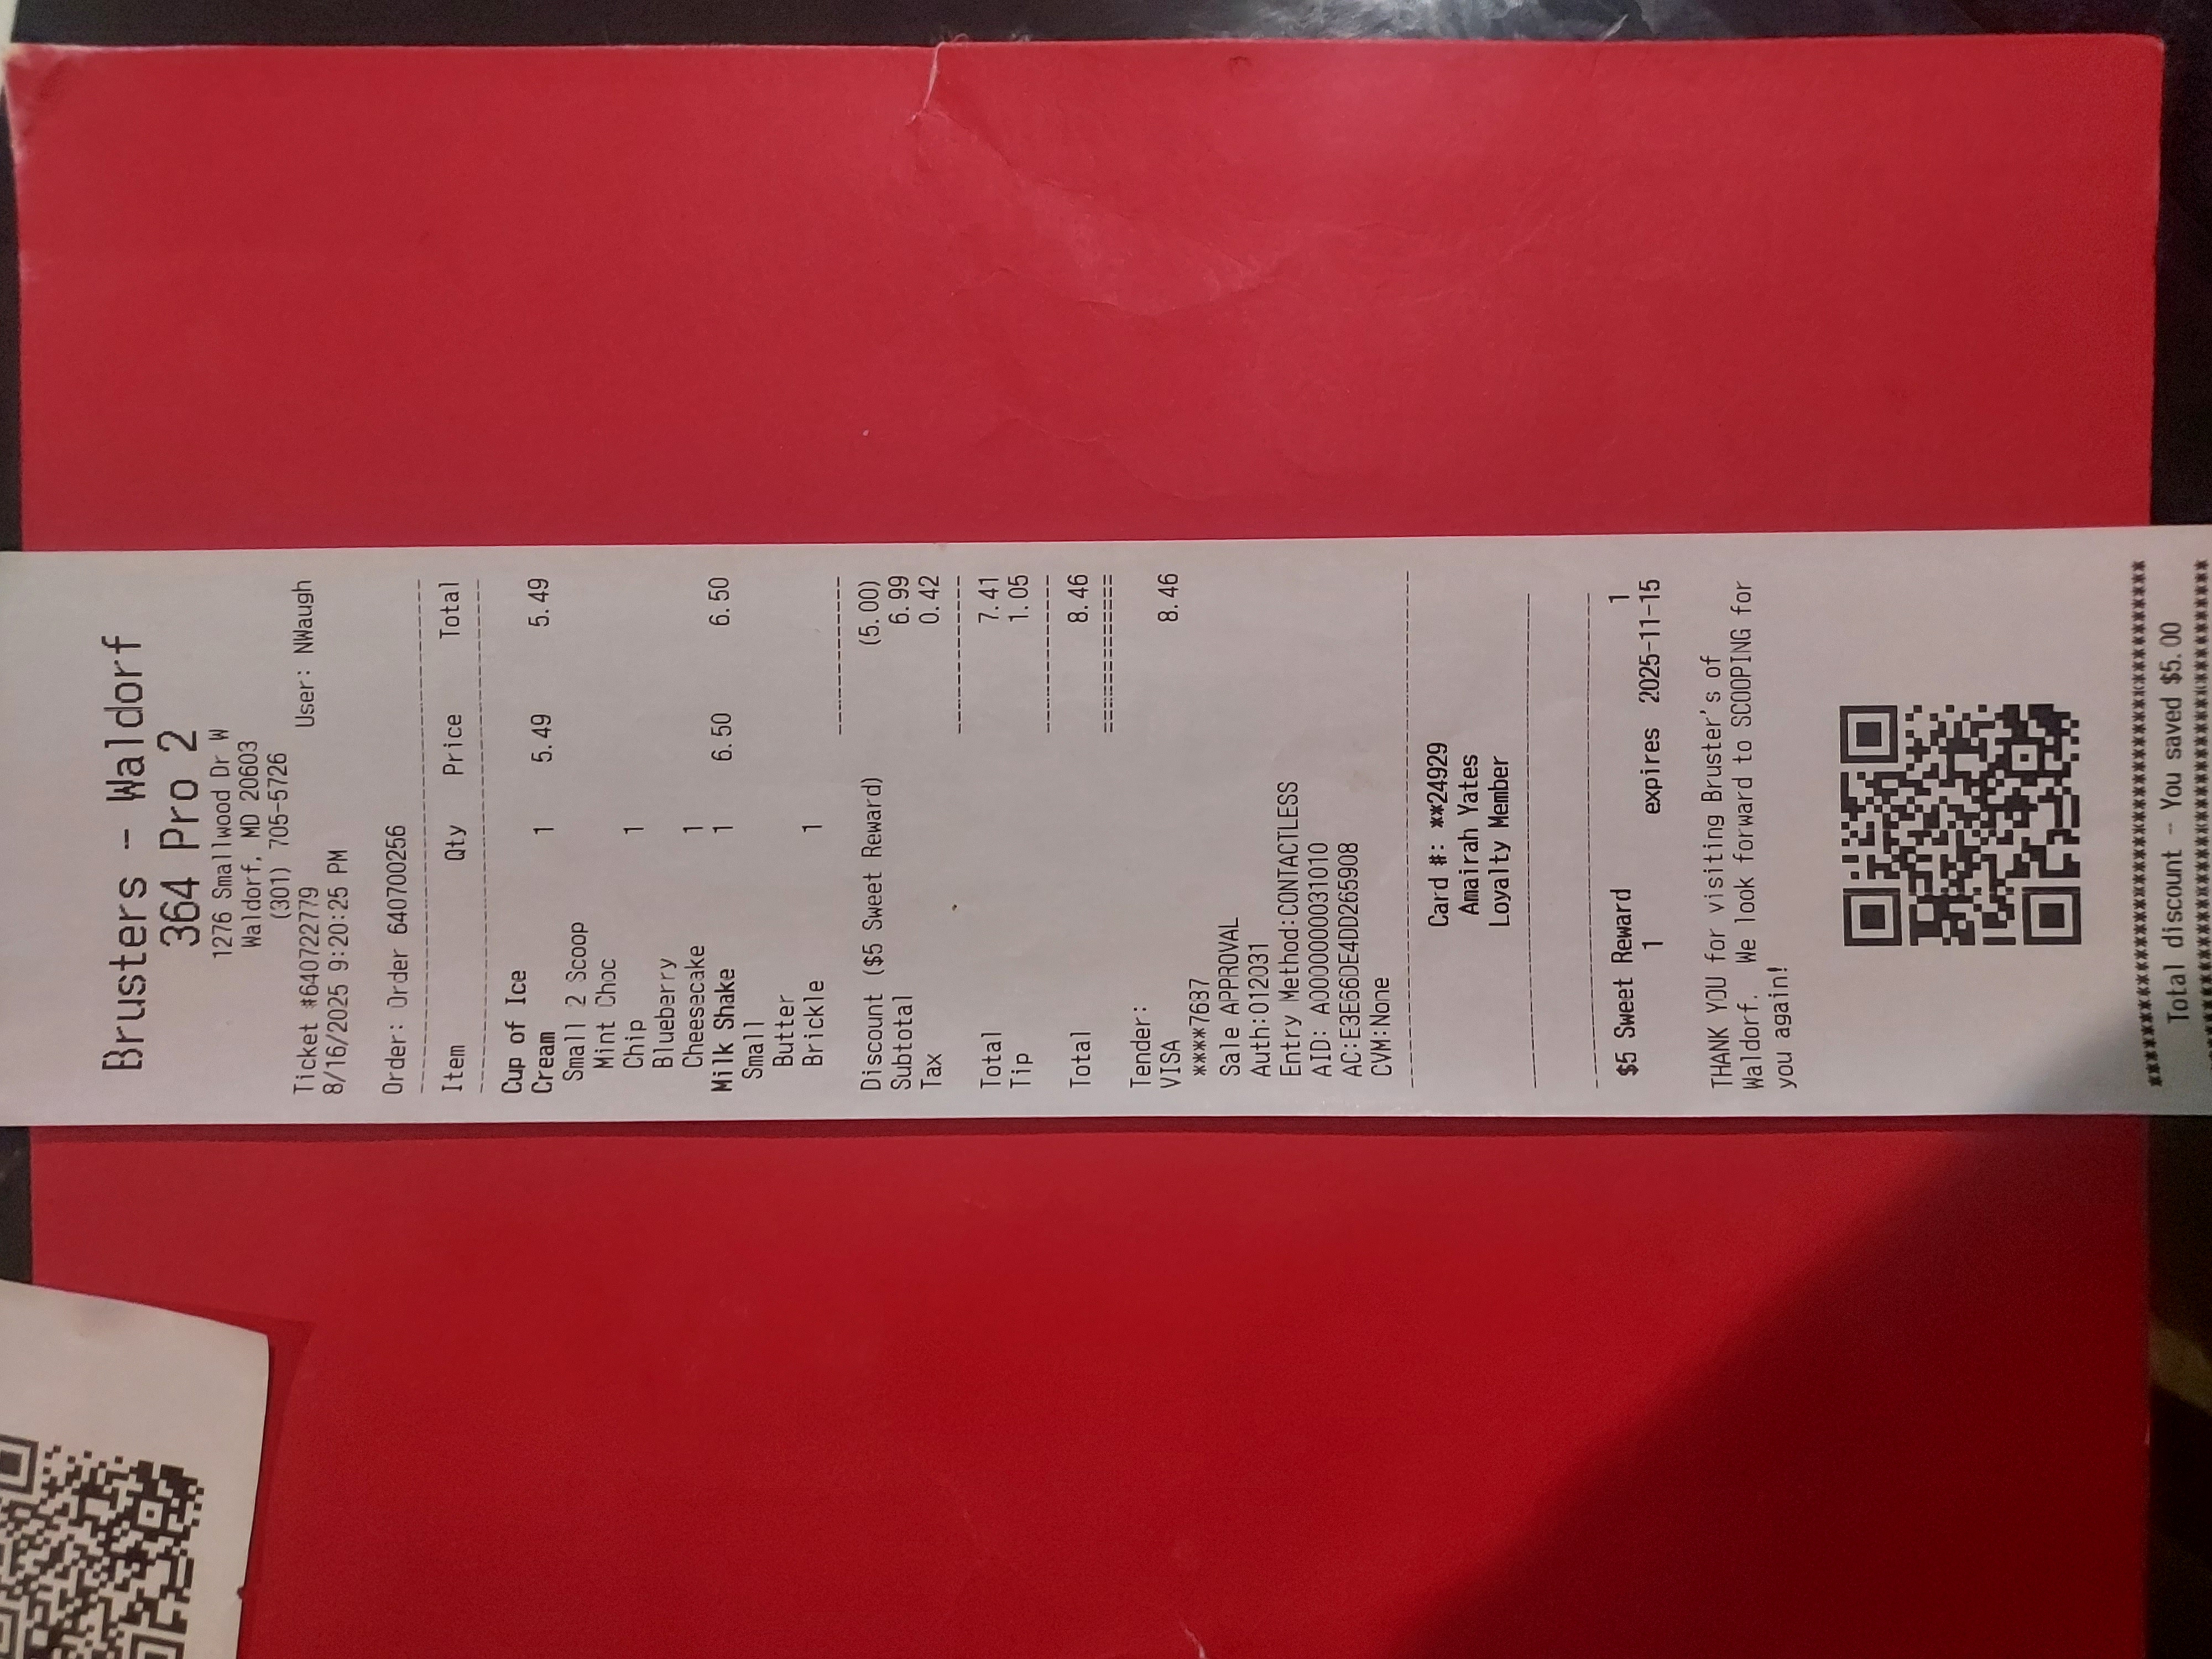 Brusters - Waldorf
364 Pro 2
1276 Smallwood Dr W
Waldorf, MD 20603
(301) 705-5726
Ticket #640722779 User: NWaugh
8/16/2025 9:20:25 PM
Order: Order 640700256
Item Qty Price Total
Cup of Ice
Cream 1 5.49 5.49
Small 2 Scoop
Mint Choc
Chip 1
Blueberry
Cheesecake 1
Milk Shake 1 6.50 6.50
Small
Butter
Brickle 1
Discount ($5 Sweet Reward) (5.00)
Subtotal 6.99
Tax 0.42
Total 7.41
Tip 1.05
Total 8.46
Tender:
VISA 8.46
****7687
Sale APPROVAL
Auth:012031
Entry Method:CONTACTLESS
AID: A0000000031010
AC:E3E66DE4DD265908
CVM:None
Card #: **24929
Amairah Yates
Loyalty Member
$5 Sweet Reward 1
1 expires 2025-11-15
THANK YOU for visiting Bruster's of
Waldorf. We look forward to SCOOPING for
you again!
Total discount - You saved $5.00